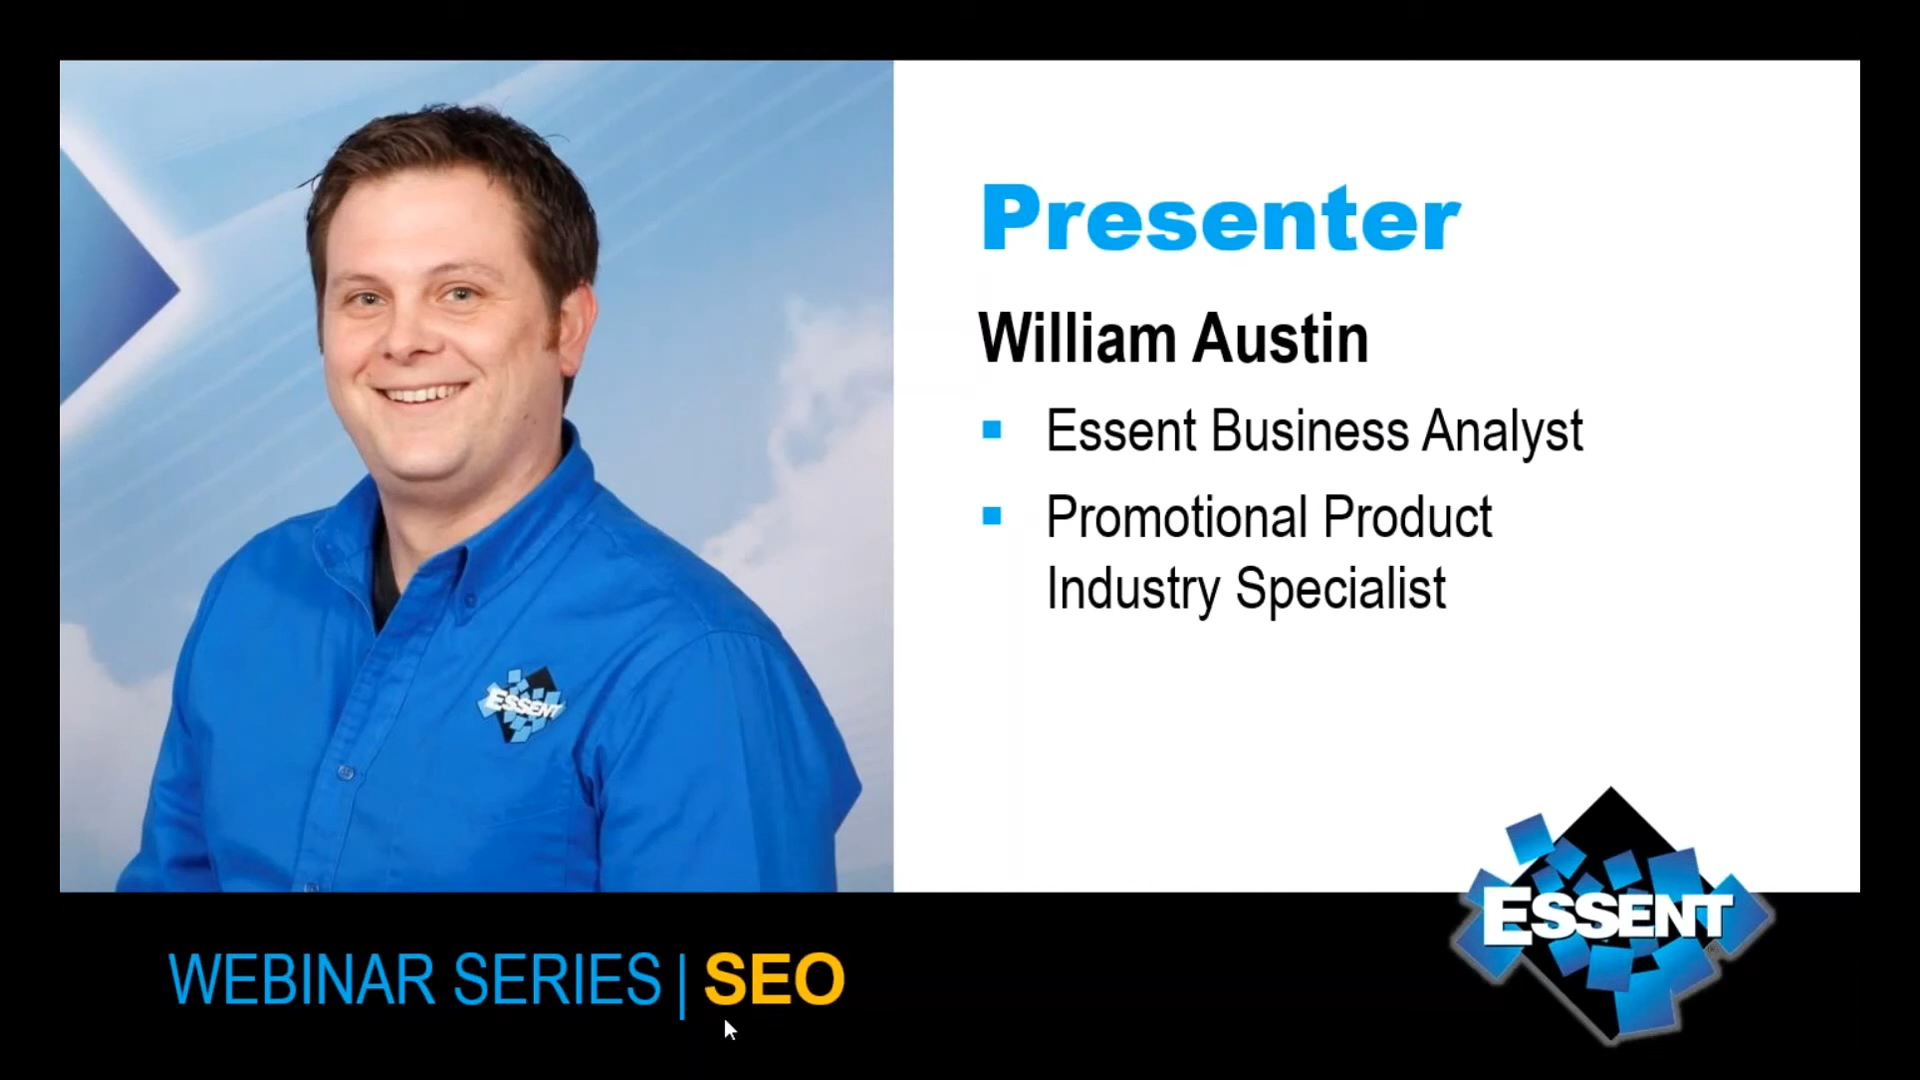 Presenter
William Austin
▪ Essent Business Analyst
▪ Promotional Product
Industry Specialist
ESSENT
ESSENT
WEBINAR SERIES | SEO